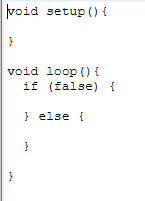 void setup(){
}
void loop(){
if (false) {
} else {
}
}